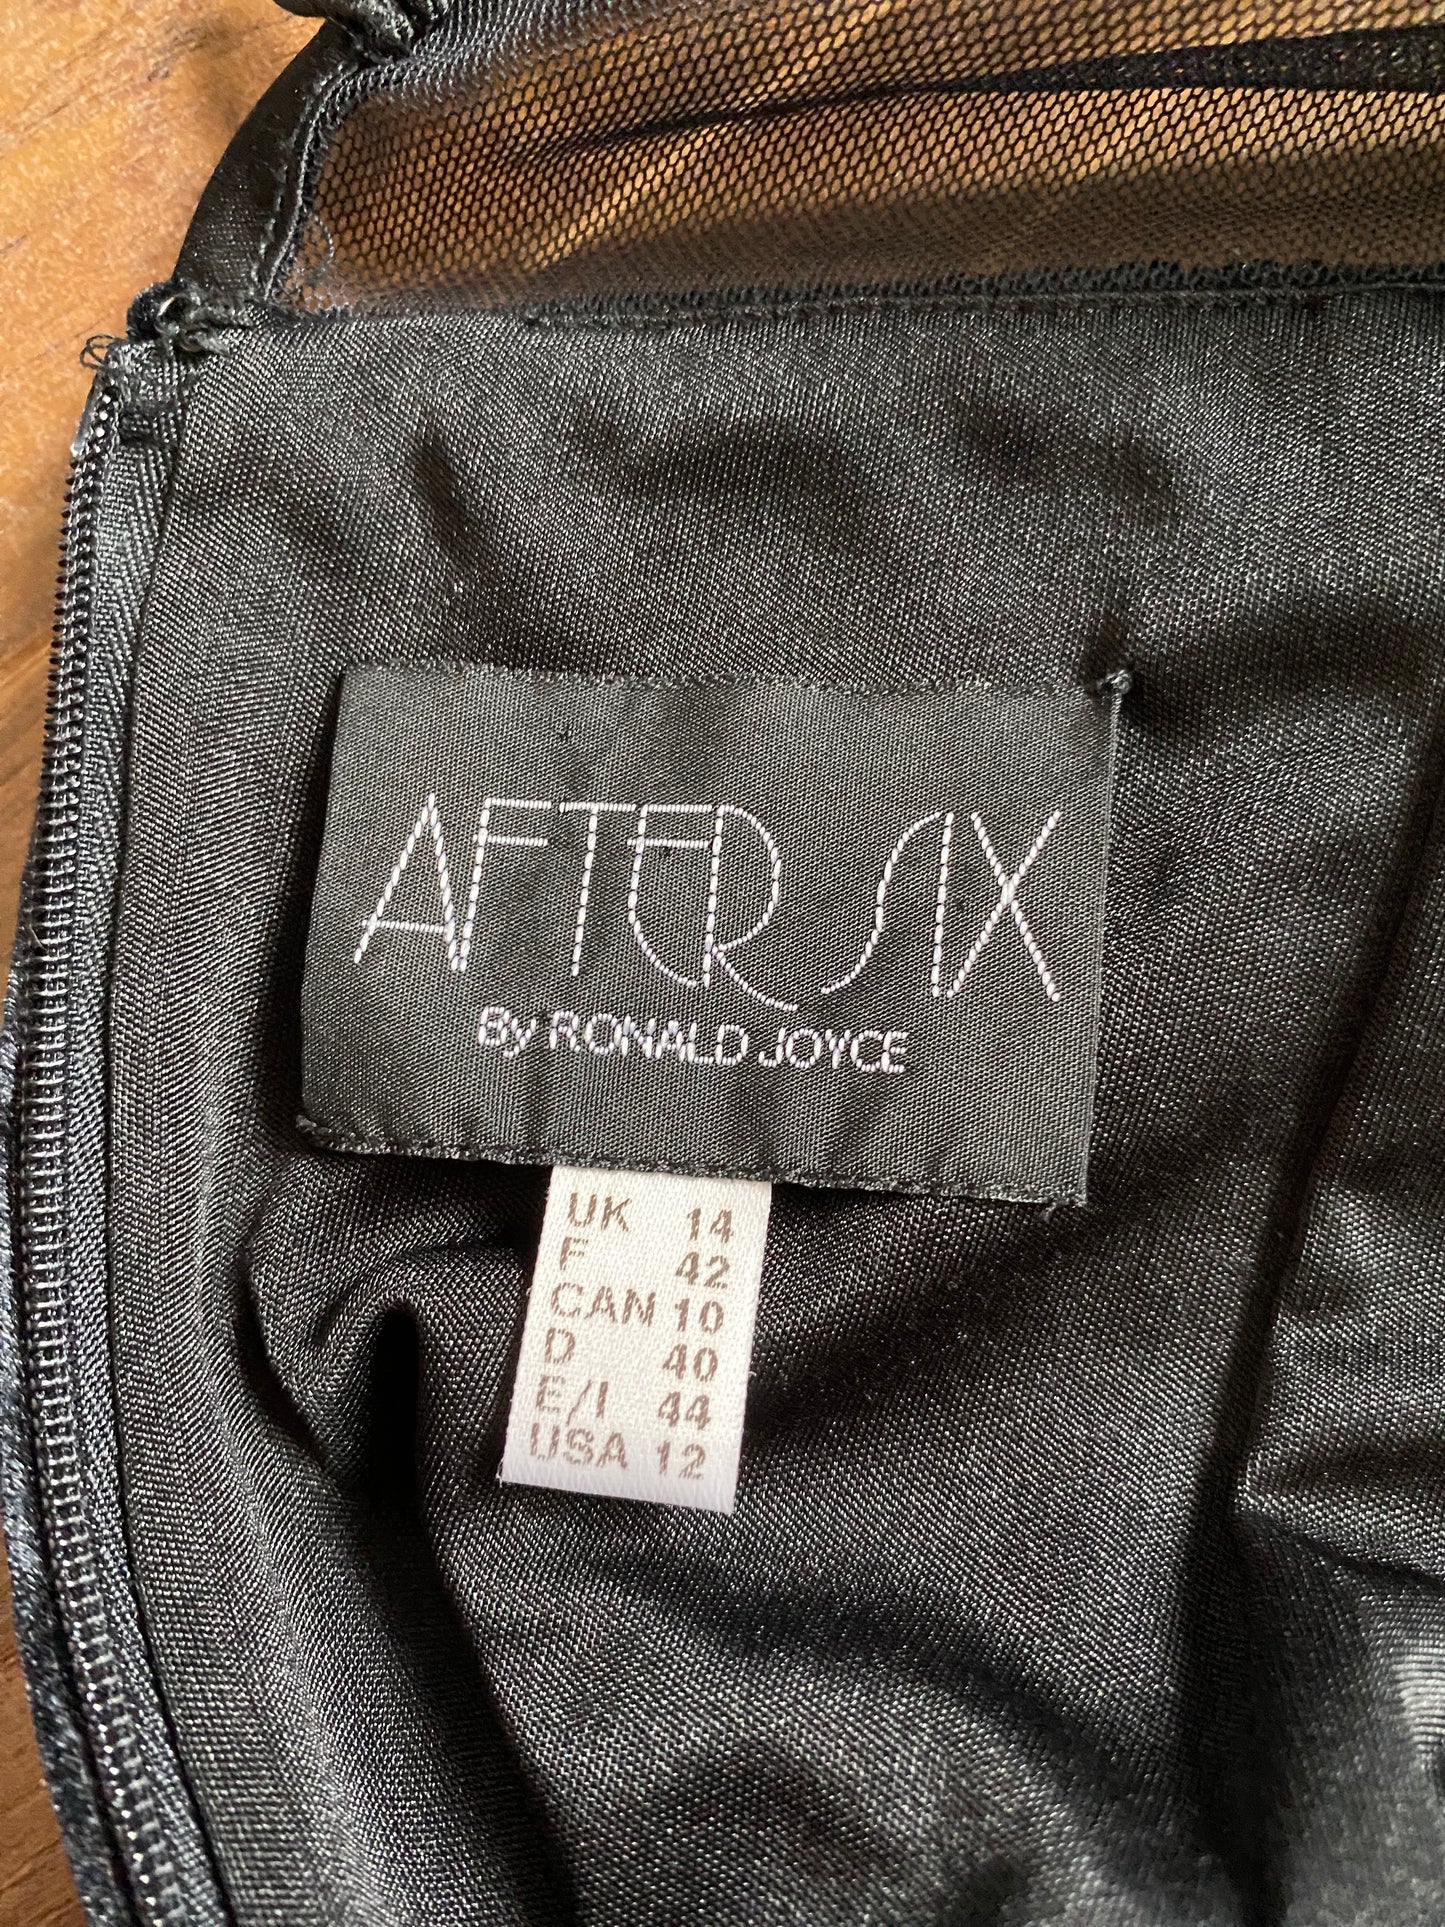 AFTER SIX
By RONALD JOYCE
UK 14
F 42
CAN 10
D 40
E/I 44
USA 12